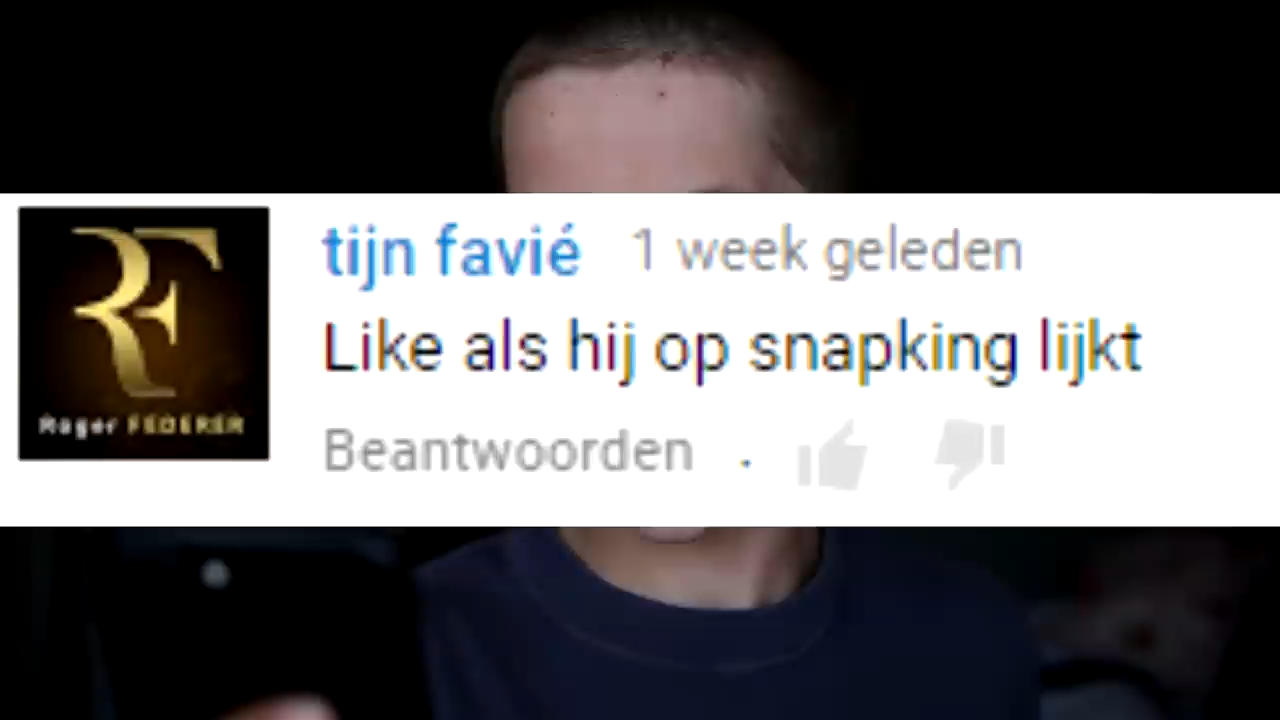 tijn favié 1 week geleden
Like als hij op snapking lijkt
Beantwoorden .
Roger FEDERER